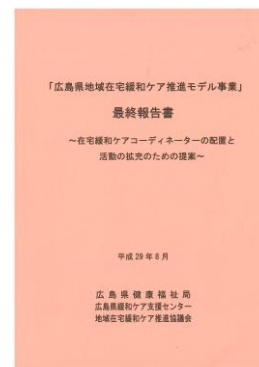 「広島県地域在宅緩和ケア推進モデル事業」
最終報告書
～在宅緩和ケアコーディネーターの配置と
活動の拡充のための提案～
平成29年8月
広島県健康福祉局
広島県緩和ケア支援センター
地域在宅緩和ケア推進協議会